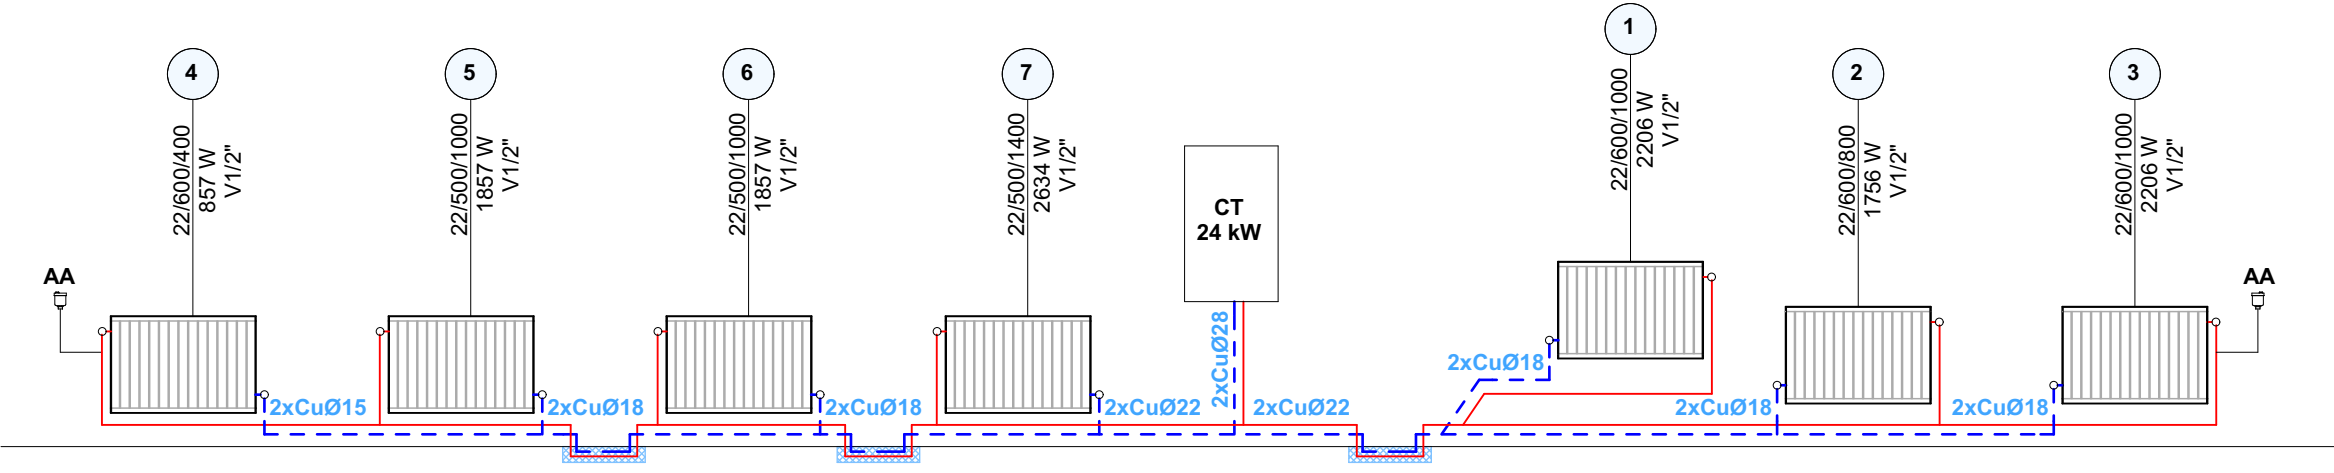 4
22/600/400
857 W
V1/2"
5
22/500/1000
1857 W
V1/2"
6
22/500/1000
1857 W
V1/2"
7
22/500/1400
2634 W
V1/2"
CT
24 kW
1
22/600/1000
2206 W
V1/2"
2
22/600/800
1756 W
V1/2"
3
22/600/1000
2206 W
V1/2"
AA
AA
2xCuØ15
2xCuØ18
2xCuØ18
2xCuØ22
2xCuØ28
2xCuØ22
2xCuØ18
2xCuØ18
2xCuØ18